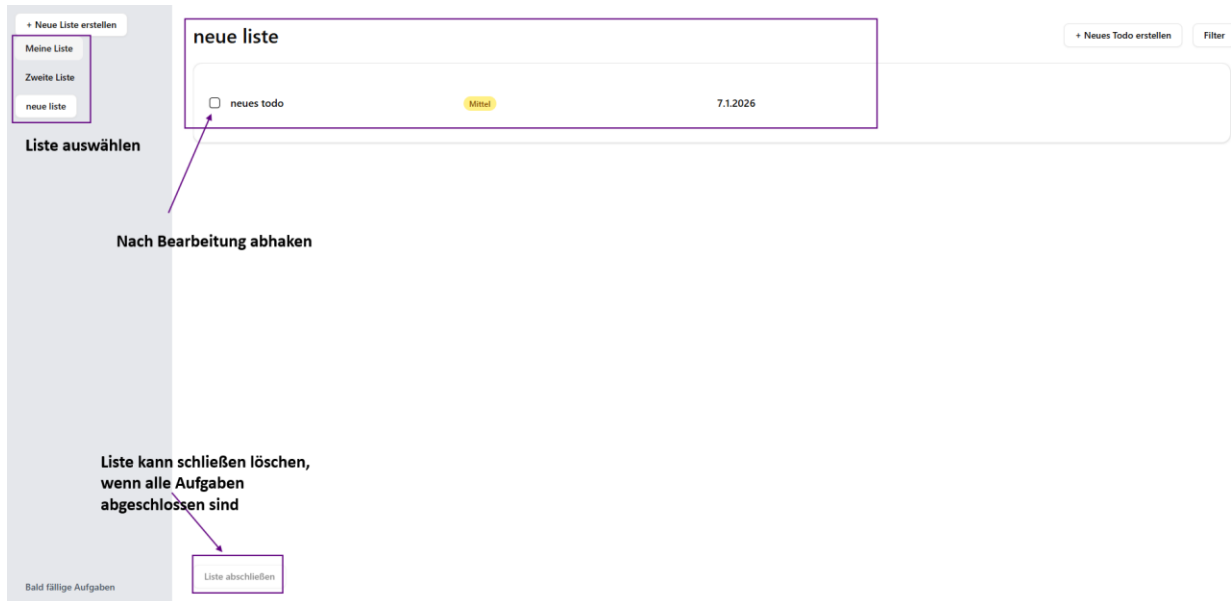 + Neue Liste erstellen
Meine Liste
Zweite Liste
neue liste
Liste auswählen
neue liste
+ Neues Todo erstellen
Filter
neues todo
Mittel
7.1.2026
Nach Bearbeitung abhaken
Liste kann schließen löschen,
wenn alle Aufgaben
abgeschlossen sind
Liste abschließen
Bald fällige Aufgaben